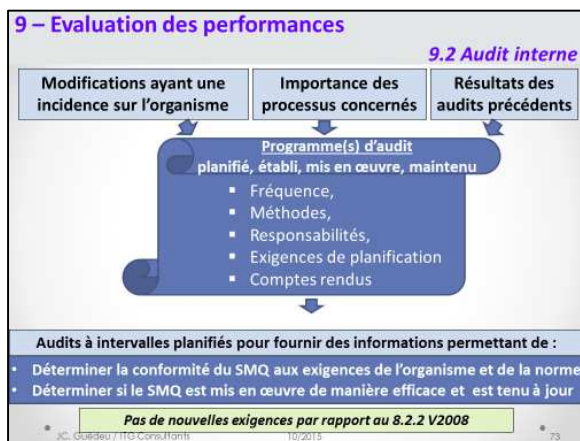 9 – Evaluation des performances
9.2 Audit interne
Modifications ayant une
incidence sur l'organisme
Importance des
processus concernés
Résultats des
audits précédents
Programme(s) d'audit
planifié, établi, mis en œuvre, maintenu
▪ Fréquence,
▪ Méthodes,
▪ Responsabilités,
▪ Exigences de planification
▪ Comptes rendus
Audits à intervalles planifiés pour fournir des informations permettant de :
• Déterminer la conformité du SMQ aux exigences de l'organisme et de la norme
• Déterminer si le SMQ est mis en œuvre de manière efficace et est tenu à jour
Pas de nouvelles exigences par rapport au 8.2.2 V2008
JC. Guédeu / ITG Consultants
10/2015
73